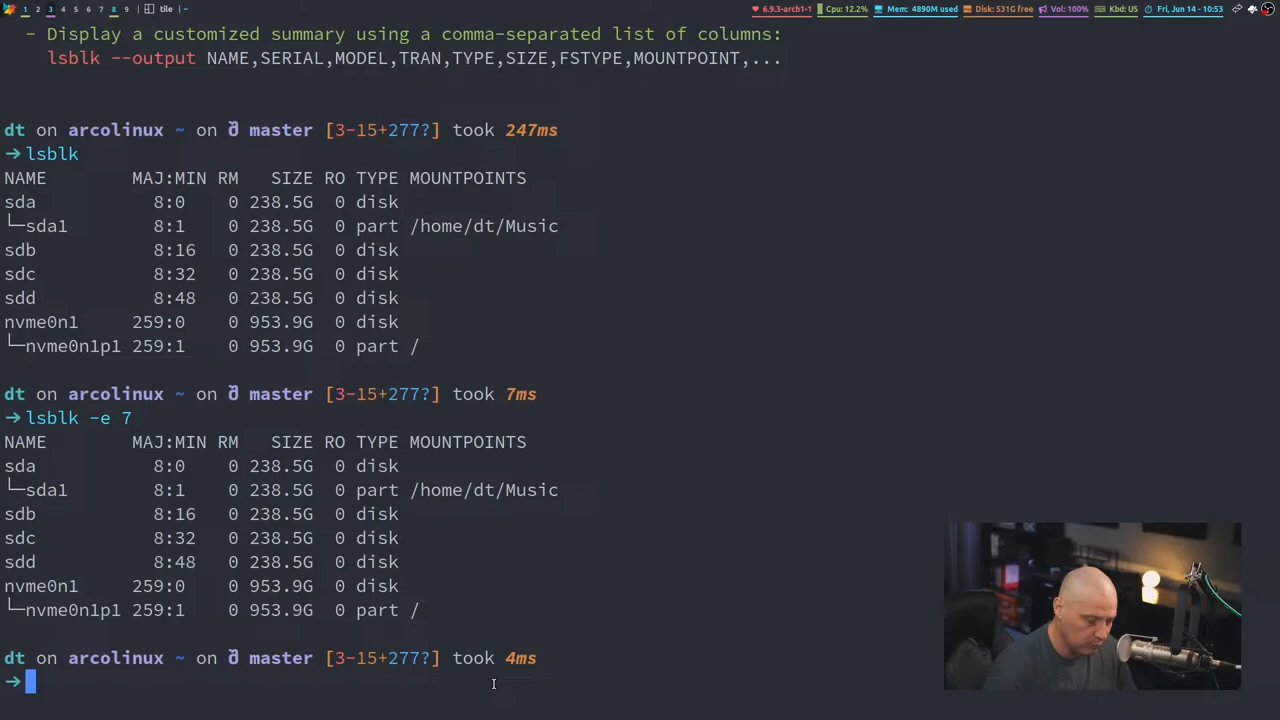 1 2 3 4 5 6 7 8 9 | tile | ~ 6.9.3-arch1-1 Cpu: 12.2% Mem: 4890M used Disk: 531G free Vol: 100% Kbd: US Fri, Jun 14 - 10:53
- Display a customized summary using a comma-separated list of columns:
lsblk --output NAME,SERIAL,MODEL,TRAN,TYPE,SIZE,FSTYPE,MOUNTPOINT,...
dt on arcolinux ~ on master [3-15+277?] took 247ms
→ lsblk
NAME MAJ:MIN RM SIZE RO TYPE MOUNTPOINTS
sda 8:0 0 238.5G 0 disk
└─sda1 8:1 0 238.5G 0 part /home/dt/Music
sdb 8:16 0 238.5G 0 disk
sdc 8:32 0 238.5G 0 disk
sdd 8:48 0 238.5G 0 disk
nvme0n1 259:0 0 953.9G 0 disk
└─nvme0n1p1 259:1 0 953.9G 0 part /
dt on arcolinux ~ on master [3-15+277?] took 7ms
→ lsblk -e 7
NAME MAJ:MIN RM SIZE RO TYPE MOUNTPOINTS
sda 8:0 0 238.5G 0 disk
└─sda1 8:1 0 238.5G 0 part /home/dt/Music
sdb 8:16 0 238.5G 0 disk
sdc 8:32 0 238.5G 0 disk
sdd 8:48 0 238.5G 0 disk
nvme0n1 259:0 0 953.9G 0 disk
└─nvme0n1p1 259:1 0 953.9G 0 part /
dt on arcolinux ~ on master [3-15+277?] took 4ms
→